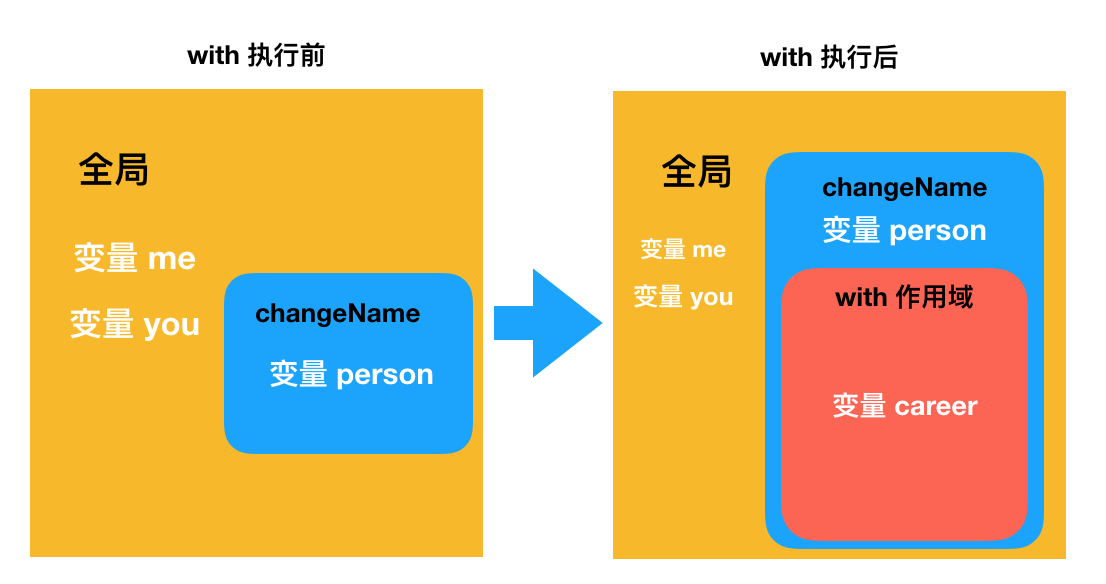 with 执行前
全局
变量 me
变量 you
changeName
变量 person
with 执行后
全局
变量 me
变量 you
changeName
变量 person
with 作用域
变量 career